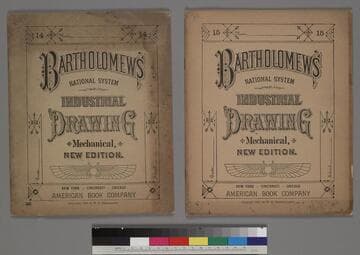 14 14
BARTHOLOMEW'S
NATIONAL SYSTEM
INDUSTRIAL
DRAWING
Mechanical,
NEW EDITION.
NEW YORK · CINCINNATI · CHICAGO
AMERICAN BOOK COMPANY
15 15
BARTHOLOMEW'S
NATIONAL SYSTEM
INDUSTRIAL
DRAWING
Mechanical,
NEW EDITION.
NEW YORK · CINCINNATI · CHICAGO
AMERICAN BOOK COMPANY